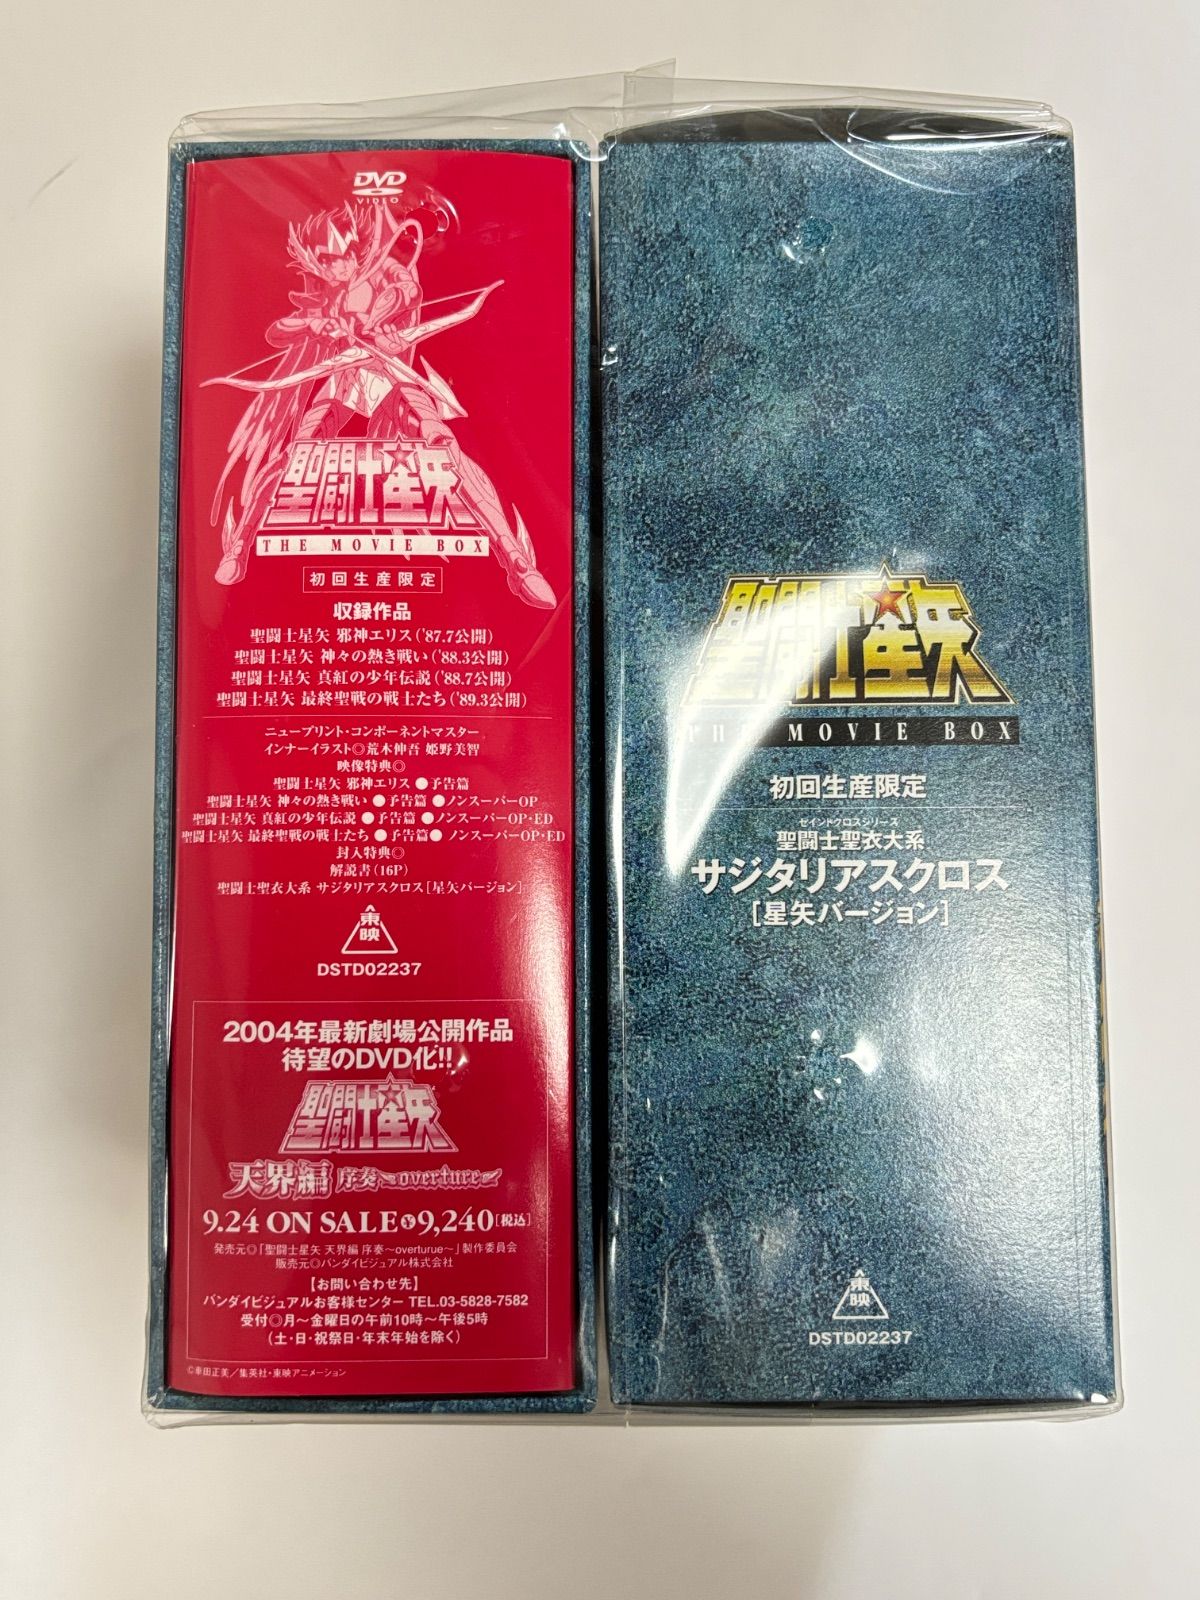 DVD
VIDEO
聖闘士星矢
THE MOVIE BOX
初回生産限定
収録作品
聖闘士星矢 邪神エリス('87.7公開)
聖闘士星矢 神々の熱き戦い('88.3公開)
聖闘士星矢 真紅の少年伝説('88.7公開)
聖闘士星矢 最終聖戦の戦士たち('89.3公開)
ニュープリント・コンポーネントマスター
インナーイラスト◎荒木伸吾 姫野美智
映像特典◎
聖闘士星矢 邪神エリス ●予告篇
聖闘士星矢 神々の熱き戦い ●予告篇 ●ノンスーパーOP
聖闘士星矢 真紅の少年伝説 ●予告篇 ●ノンスーパーOP・ED
聖闘士星矢 最終聖戦の戦士たち ●予告篇● ノンスーパーOP・ED
封入特典◎
解説書(16P)
聖闘士聖衣大系 サジタリアスクロス[星矢バージョン]
東映
DSTD02237
2004年最新劇場公開作品
待望のDVD化!!
聖闘士星矢
天界編 序奏~overture~
9.24 ON SALE ¥9,240[税込]
発売元◎「聖闘士星矢 天界編 序奏~overturue~」製作委員会
販売元◎バンダイビジュアル株式会社
【お問い合わせ先】
バンダイビジュアルお客様センター TEL.03-5828-7582
受付◎月~金曜日の午前10時~午後5時
(土・日・祝祭日・年末年始を除く)
©車田正美/集英社・東映アニメーション
聖闘士星矢
THE MOVIE BOX
初回生産限定
セイントクロスシリーズ
聖闘士聖衣大系
サジタリアスクロス
[星矢バージョン]
東映
DSTD02237